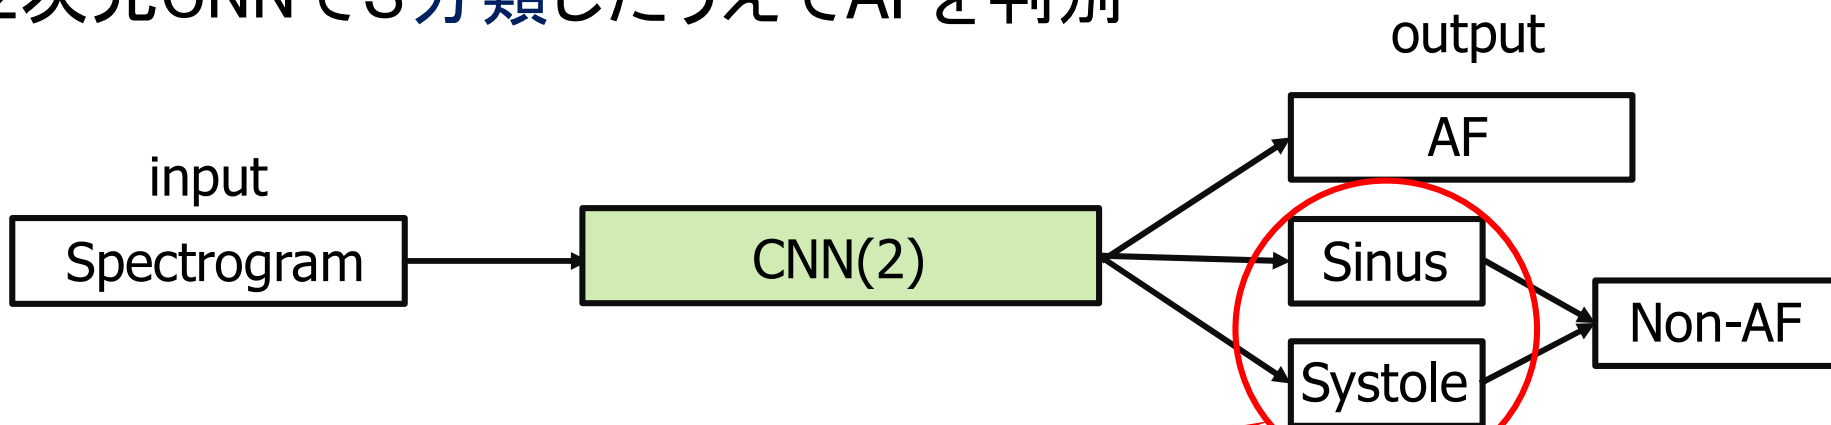 2次元CNNで3分類したうえでAFを判別
output
AF
input
Spectrogram
CNN(2)
Sinus
Non-AF
Systole